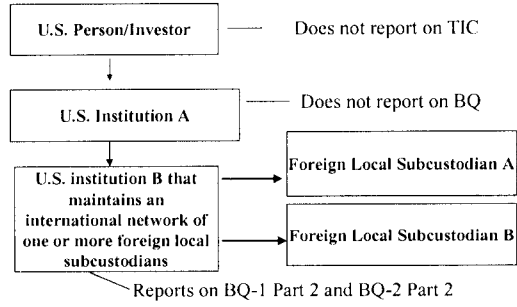 U.S. Person/Investor
Does not report on TIC
U.S. Institution A
Does not report on BQ
U.S. institution B that
maintains an
international network of
one or more foreign local
subcustodians
Foreign Local Subcustodian A
Foreign Local Subcustodian B
Reports on BQ-1 Part 2 and BQ-2 Part 2